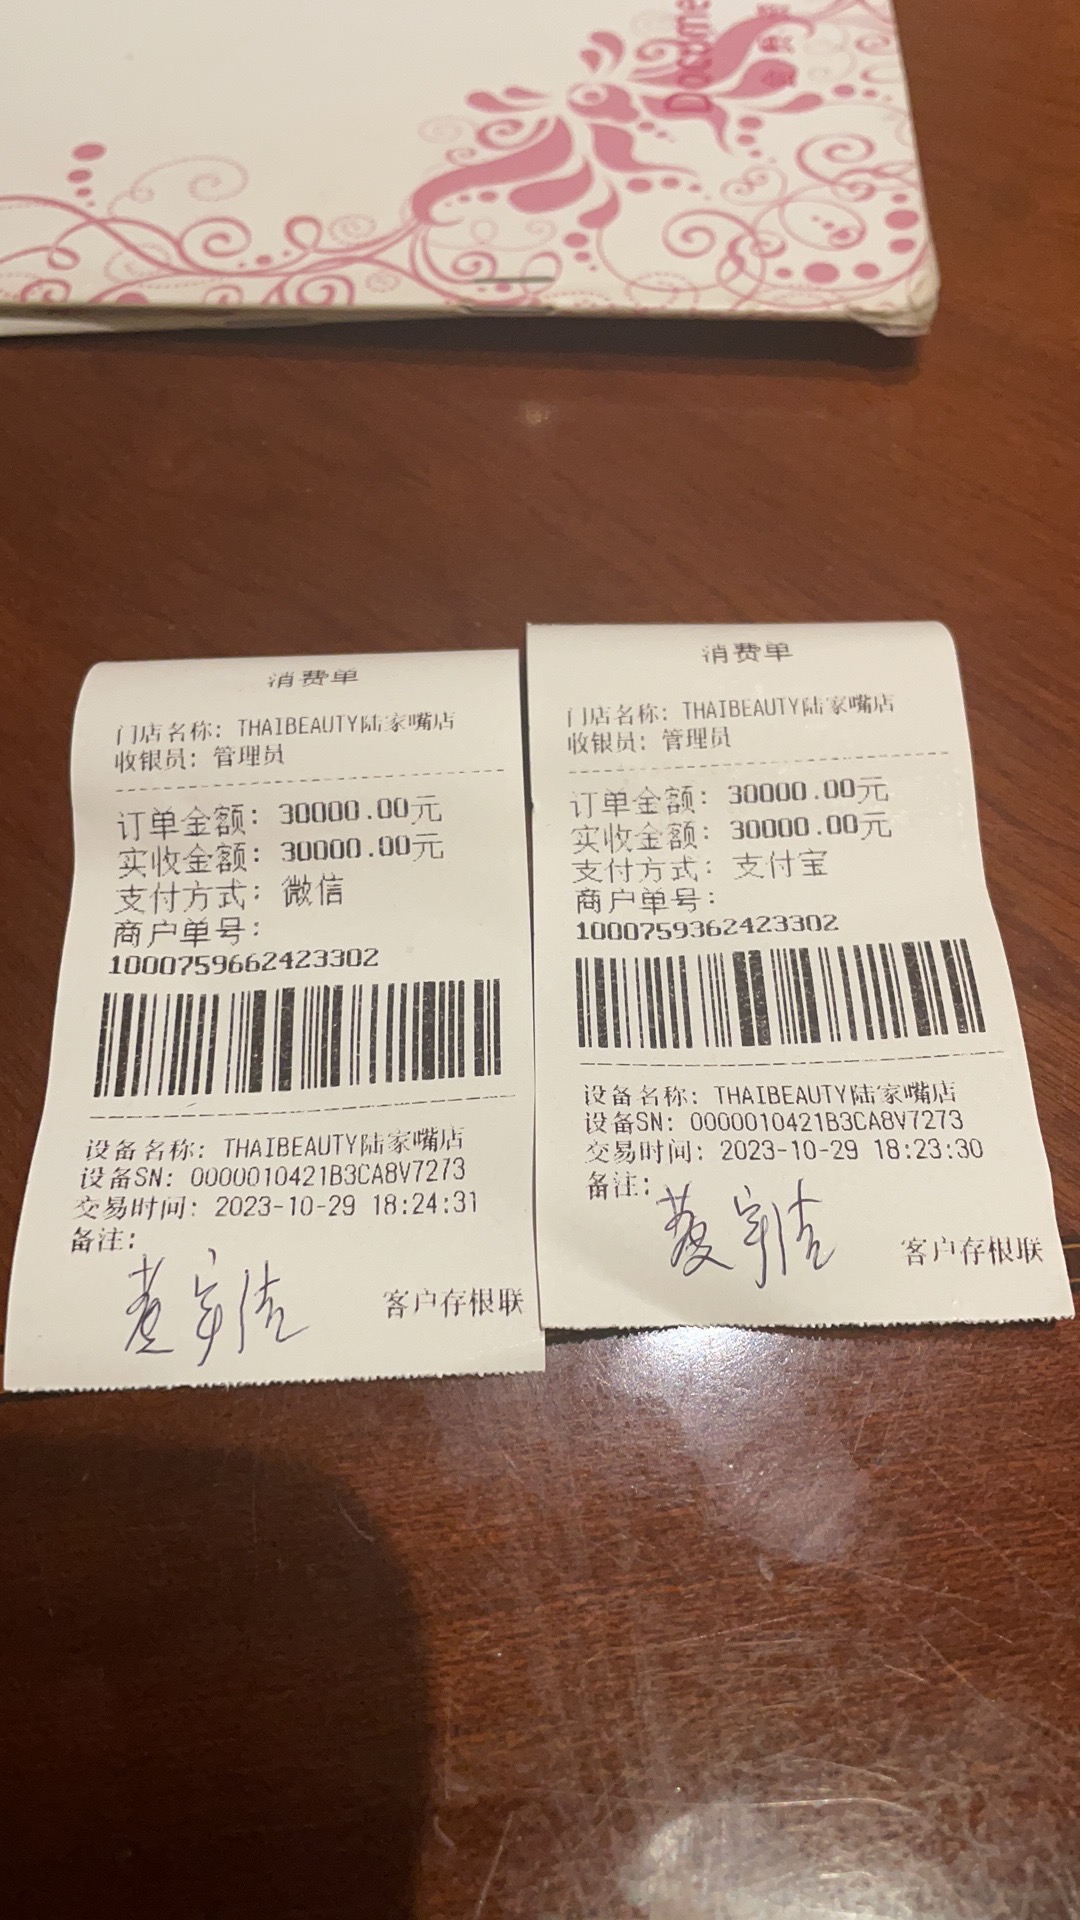 Docume
消费单
门店名称: THAIBEAUTY陆家嘴店
收银员: 管理员
订单金额: 30000.00元
实收金额: 30000.00元
支付方式: 微信
商户单号:
1000759662423302
设备名称: THAIBEAUTY陆家嘴店
设备SN: 0000010421B3CA8V7273
交易时间: 2023-10-29 18:24:31
备注:
客户存根联
消费单
门店名称: THAIBEAUTY陆家嘴店
收银员: 管理员
订单金额: 30000.00元
实收金额: 30000.00元
支付方式: 支付宝
商户单号:
1000759362423302
设备名称: THAIBEAUTY陆家嘴店
设备SN: 0000010421B3CA8V7273
交易时间: 2023-10-29 18:23:30
备注:
客户存根联